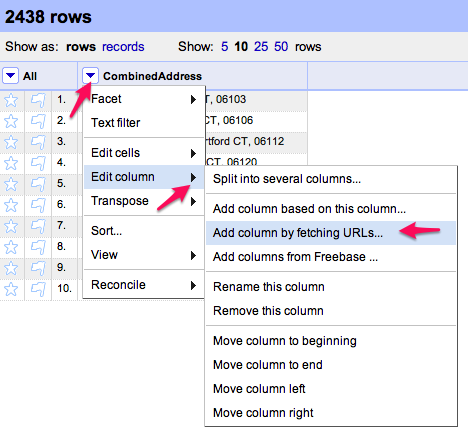 2438 rows
Show as: rows records Show: 5 10 25 50 rows
All CombinedAddress
1. T, 06103
2. CT, 06106
3. rtford CT, 06112
4. CT, 06120
5.
6.
7.
8.
9.
10.
Facet
Text filter
Edit cells
Edit column
Transpose
Sort...
View
Reconcile
Split into several columns...
Add column based on this column...
Add column by fetching URLs...
Add columns from Freebase ...
Rename this column
Remove this column
Move column to beginning
Move column to end
Move column left
Move column right